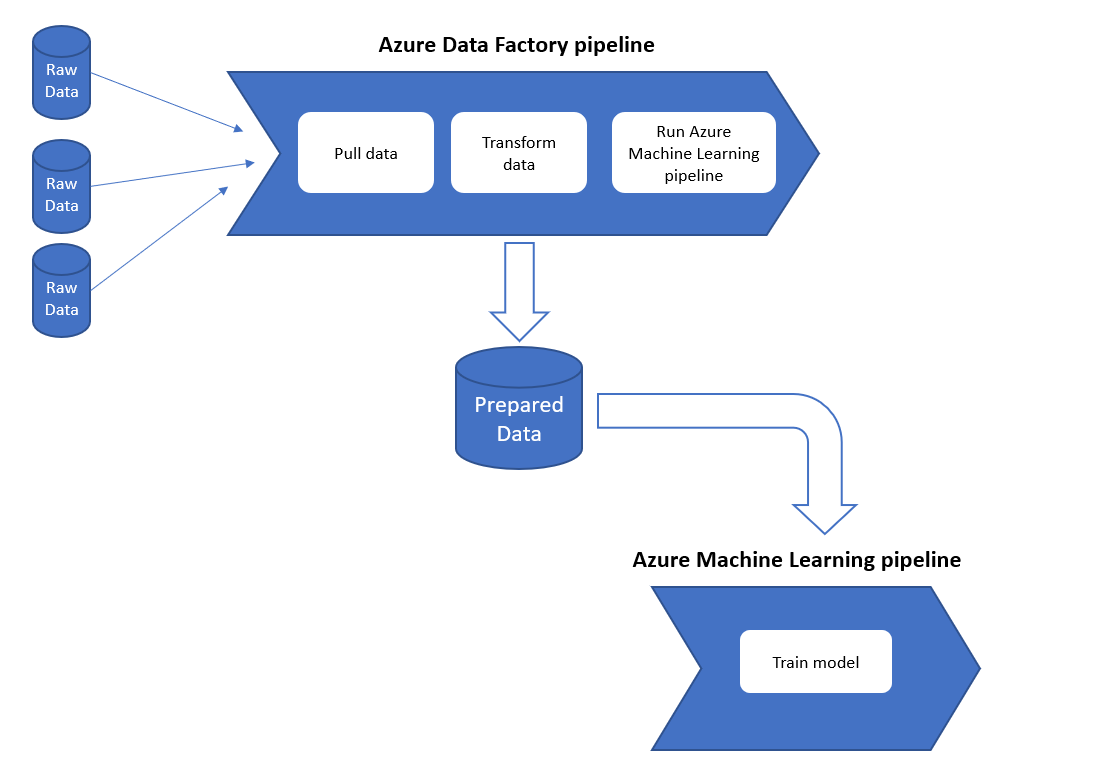 Azure Data Factory pipeline
Raw
Data
Raw
Data
Raw
Data
Pull data
Transform
data
Run Azure
Machine Learning
pipeline
Prepared
Data
Azure Machine Learning pipeline
Train model